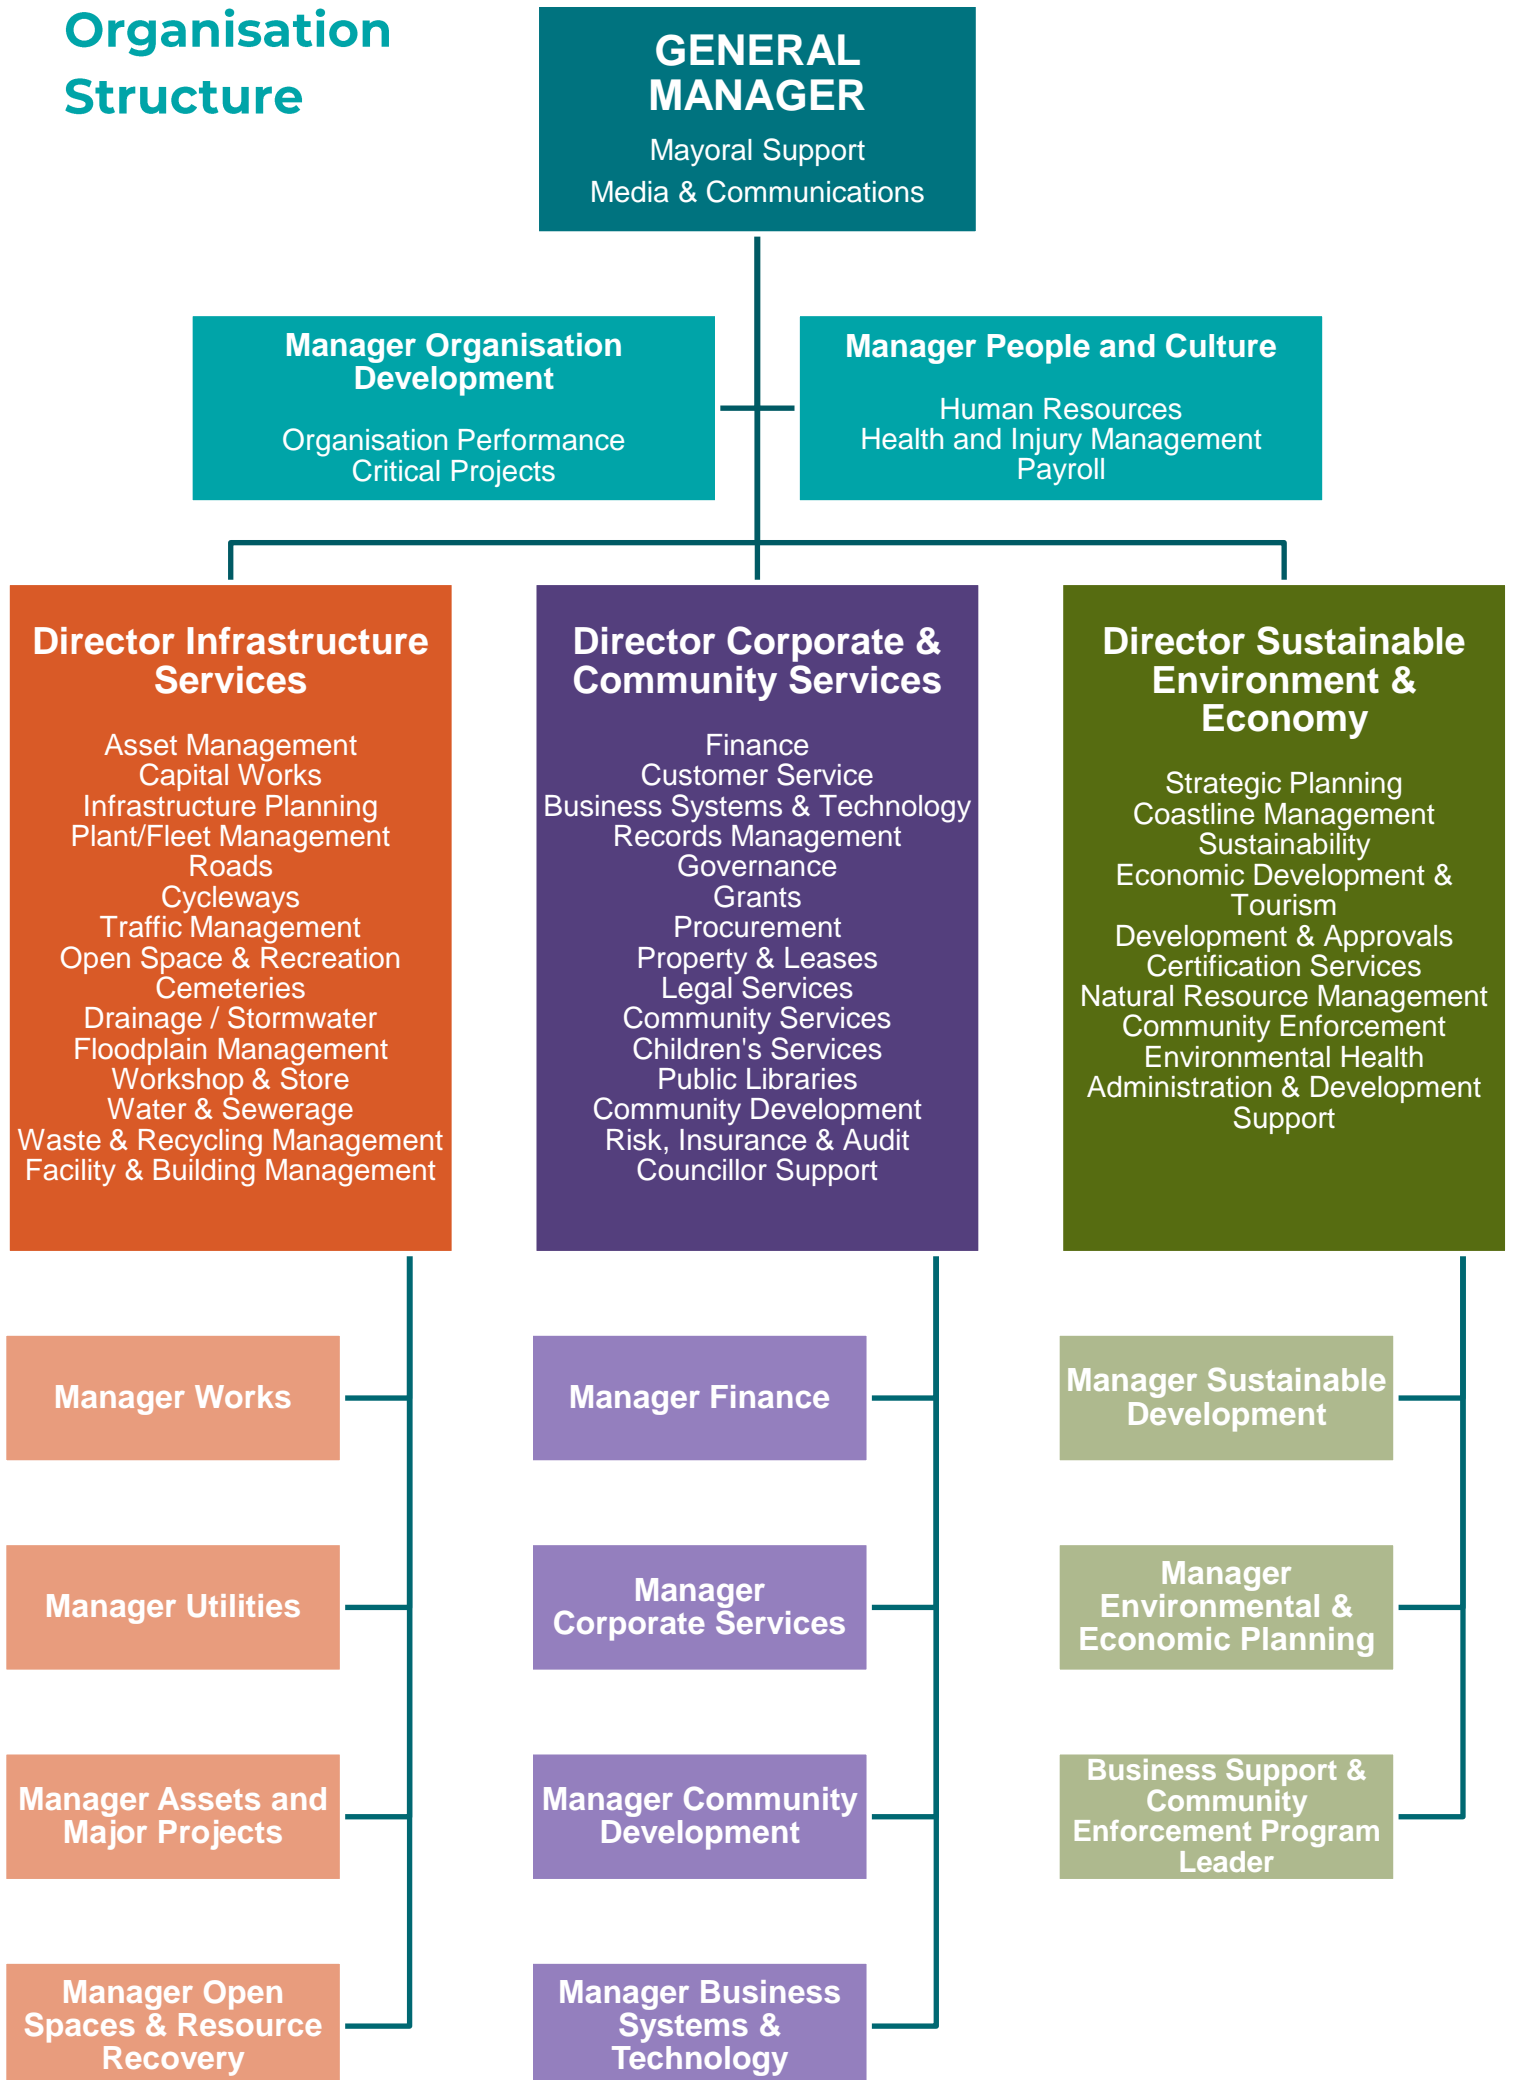 Organisation
Structure
GENERAL
MANAGER
Mayoral Support
Media & Communications
Manager Organisation
Development
Organisation Performance
Critical Projects
Manager People and Culture
Human Resources
Health and Injury Management
Payroll
Director Infrastructure
Services
Asset Management
Capital Works
Infrastructure Planning
Plant/Fleet Management
Roads
Cycleways
Traffic Management
Open Space & Recreation
Cemeteries
Drainage / Stormwater
Floodplain Management
Workshop & Store
Water & Sewerage
Waste & Recycling Management
Facility & Building Management
Director Corporate &
Community Services
Finance
Customer Service
Business Systems & Technology
Records Management
Governance
Grants
Procurement
Property & Leases
Legal Services
Community Services
Children's Services
Public Libraries
Community Development
Risk, Insurance & Audit
Councillor Support
Director Sustainable
Environment &
Economy
Strategic Planning
Coastline Management
Sustainability
Economic Development &
Tourism
Development & Approvals
Certification Services
Natural Resource Management
Community Enforcement
Environmental Health
Administration & Development
Support
Manager Works
Manager Utilities
Manager Assets and
Major Projects
Manager Open
Spaces & Resource
Recovery
Manager Finance
Manager
Corporate Services
Manager Community
Development
Manager Business
Systems &
Technology
Manager Sustainable
Development
Manager
Environmental &
Economic Planning
Business Support &
Community
Enforcement Program
Leader